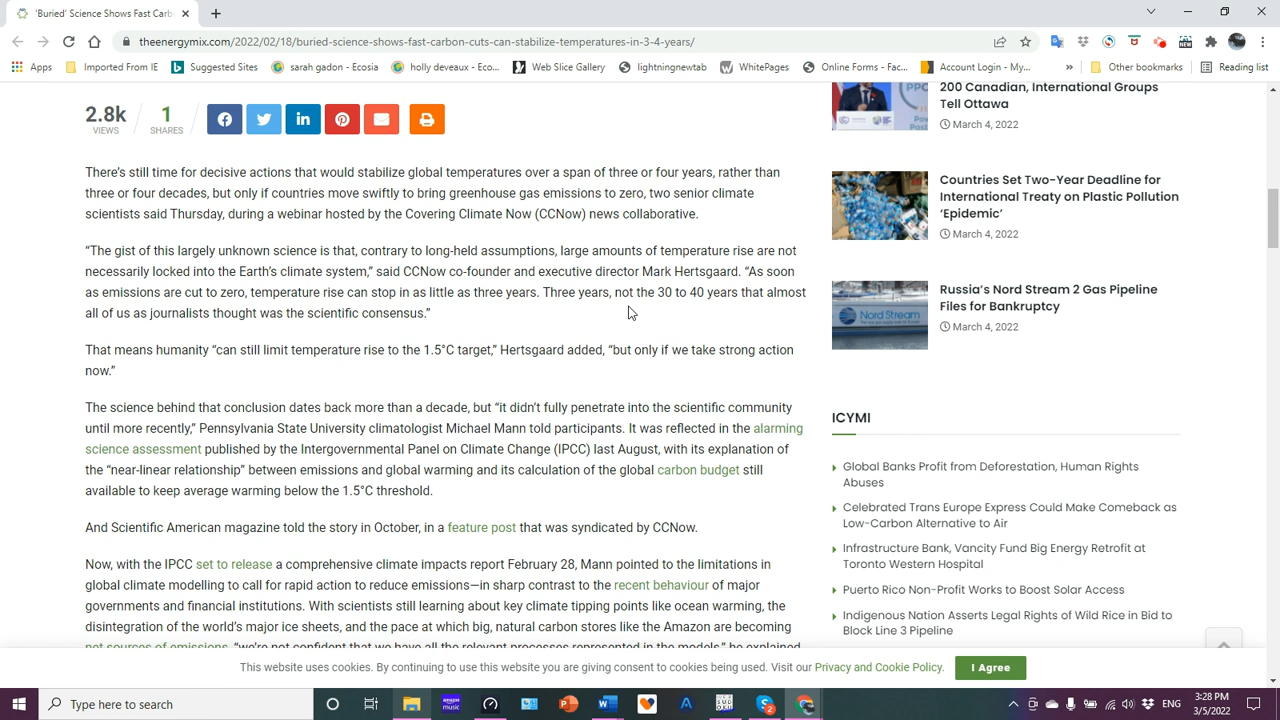 'Buried' Science Shows Fast Carb
theenergymix.com/2022/02/18/buried-science-shows-fast-carbon-cuts-can-stabilize-temperatures-in-3-4-years/
Apps
Imported From IE
Suggested Sites
sarah gadon - Ecosia
holly deveaux - Eco...
Web Slice Gallery
lightningnewtab
WhitePages
Online Forms - Fac...
Account Login - My...
»
Other bookmarks
Reading list
2.8k
VIEWS
1
SHARES
There's still time for decisive actions that would stabilize global temperatures over a span of three or four years, rather than
three or four decades, but only if countries move swiftly to bring greenhouse gas emissions to zero, two senior climate
scientists said Thursday, during a webinar hosted by the Covering Climate Now (CCNow) news collaborative.
“The gist of this largely unknown science is that, contrary to long-held assumptions, large amounts of temperature rise are not
necessarily locked into the Earth's climate system,” said CCNow co-founder and executive director Mark Hertsgaard. “As soon
as emissions are cut to zero, temperature rise can stop in as little as three years. Three years, not the 30 to 40 years that almost
all of us as journalists thought was the scientific consensus.”
That means humanity “can still limit temperature rise to the 1.5°C target,” Hertsgaard added, “but only if we take strong action
now.”
The science behind that conclusion dates back more than a decade, but “it didn't fully penetrate into the scientific community
until more recently,” Pennsylvania State University climatologist Michael Mann told participants. It was reflected in the alarming
science assessment published by the Intergovernmental Panel on Climate Change (IPCC) last August, with its explanation of
the “near-linear relationship” between emissions and global warming and its calculation of the global carbon budget still
available to keep average warming below the 1.5°C threshold.
And Scientific American magazine told the story in October, in a feature post that was syndicated by CCNow.
Now, with the IPCC set to release a comprehensive climate impacts report February 28, Mann pointed to the limitations in
global climate modelling to call for rapid action to reduce emissions—in sharp contrast to the recent behaviour of major
governments and financial institutions. With scientists still learning about key climate tipping points like ocean warming, the
disintegration of the world's major ice sheets, and the pace at which big, natural carbon stores like the Amazon are becoming
net sources of emissions, “we're not confident that we have all the relevant processes represented in the models,” he explained
200 Canadian, International Groups
Tell Ottawa
March 4, 2022
Countries Set Two-Year Deadline for
International Treaty on Plastic Pollution
'Epidemic'
March 4, 2022
Nord Stream
Russia's Nord Stream 2 Gas Pipeline
Files for Bankruptcy
March 4, 2022
ICYMI
Global Banks Profit from Deforestation, Human Rights
Abuses
Celebrated Trans Europe Express Could Make Comeback as
Low-Carbon Alternative to Air
Infrastructure Bank, Vancity Fund Big Energy Retrofit at
Toronto Western Hospital
Puerto Rico Non-Profit Works to Boost Solar Access
Indigenous Nation Asserts Legal Rights of Wild Rice in Bid to
Block Line 3 Pipeline
This website uses cookies. By continuing to use this website you are giving consent to cookies being used. Visit our Privacy and Cookie Policy.
I Agree
Type here to search
ENG
3:28 PM
3/5/2022